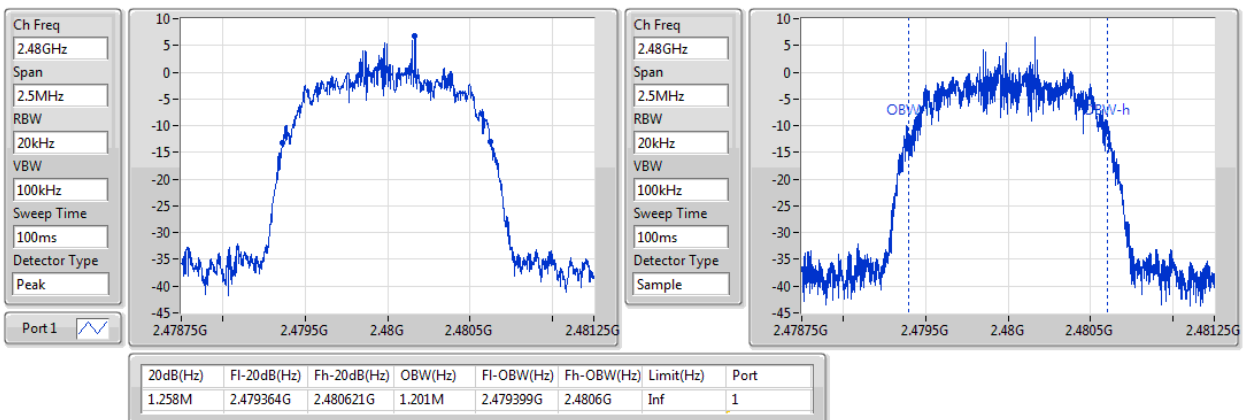 Ch Freq
2.48GHz
Span
2.5MHz
RBW
20kHz
VBW
100kHz
Sweep Time
100ms
Detector Type
Peak
Port 1
10
5
0
-5
-10
-15
-20
-25
-30
-35
-40
-45
2.47875G 2.4795G 2.48G 2.4805G 2.48125G
Ch Freq
2.48GHz
Span
2.5MHz
RBW
20kHz
VBW
100kHz
Sweep Time
100ms
Detector Type
Sample
10
5
0
-5
-10
-15
-20
-25
-30
-35
-40
-45
2.47875G 2.4795G 2.48G 2.4805G 2.48125G
20dB(Hz) Fl-20dB(Hz) Fh-20dB(Hz) OBW(Hz) Fl-OBW(Hz) Fh-OBW(Hz) Limit(Hz) Port
1.258M 2.479364G 2.480621G 1.201M 2.479399G 2.4806G Inf 1